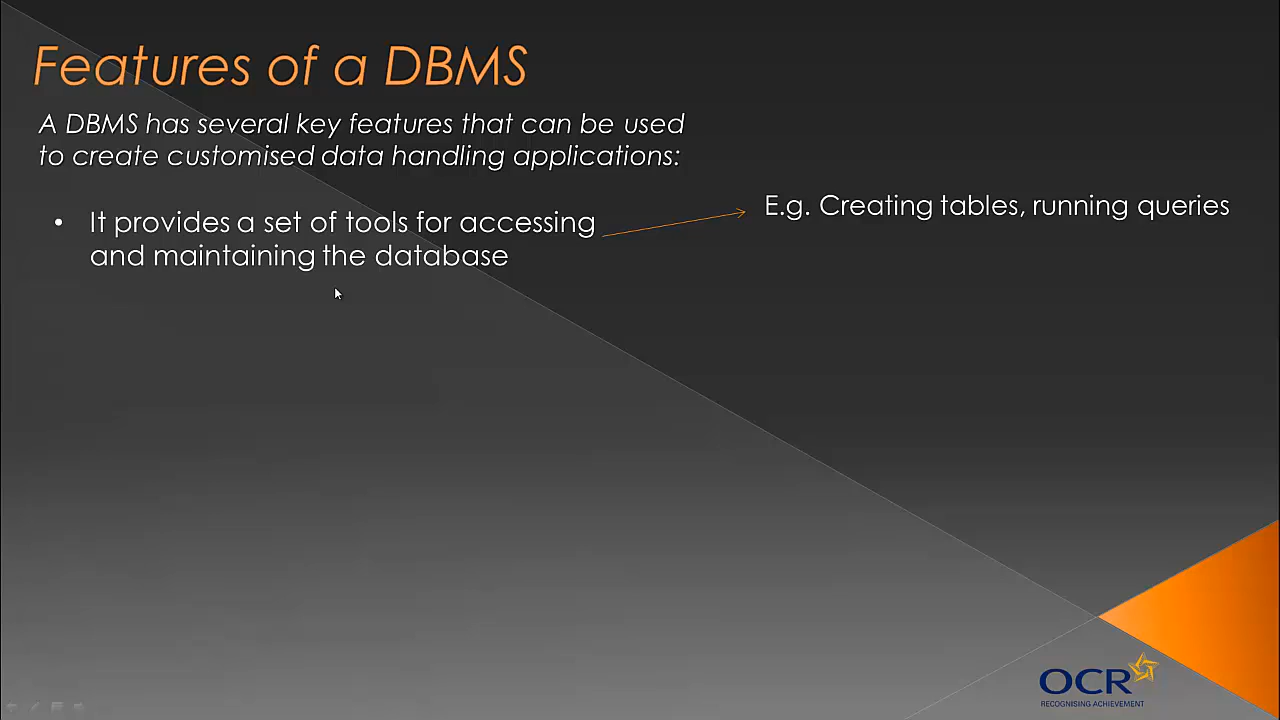 Features of a DBMS
A DBMS has several key features that can be used
to create customised data handling applications:
• It provides a set of tools for accessing
and maintaining the database
E.g. Creating tables, running queries
OCR
RECOGNISING ACHIEVEMENT